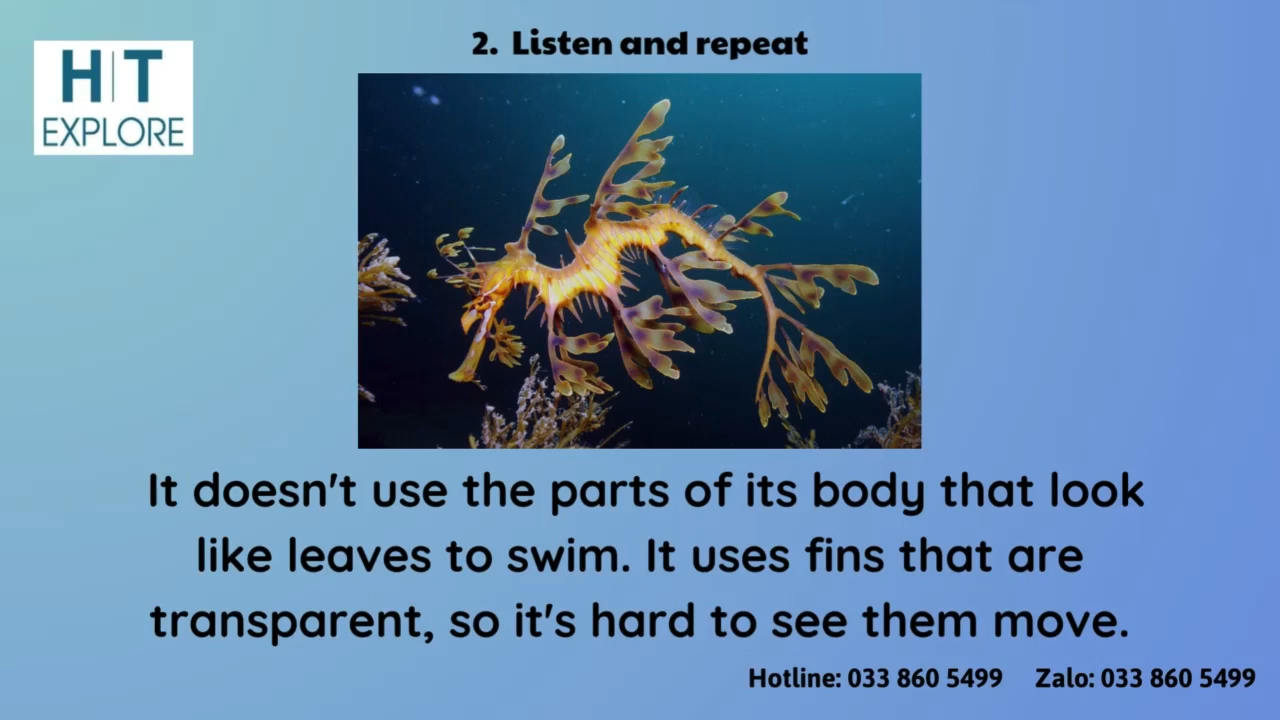 2. Listen and repeat
H|T
EXPLORE
It doesn't use the parts of its body that look
like leaves to swim. It uses fins that are
transparent, so it's hard to see them move.
Hotline: 033 860 5499 Zalo: 033 860 5499